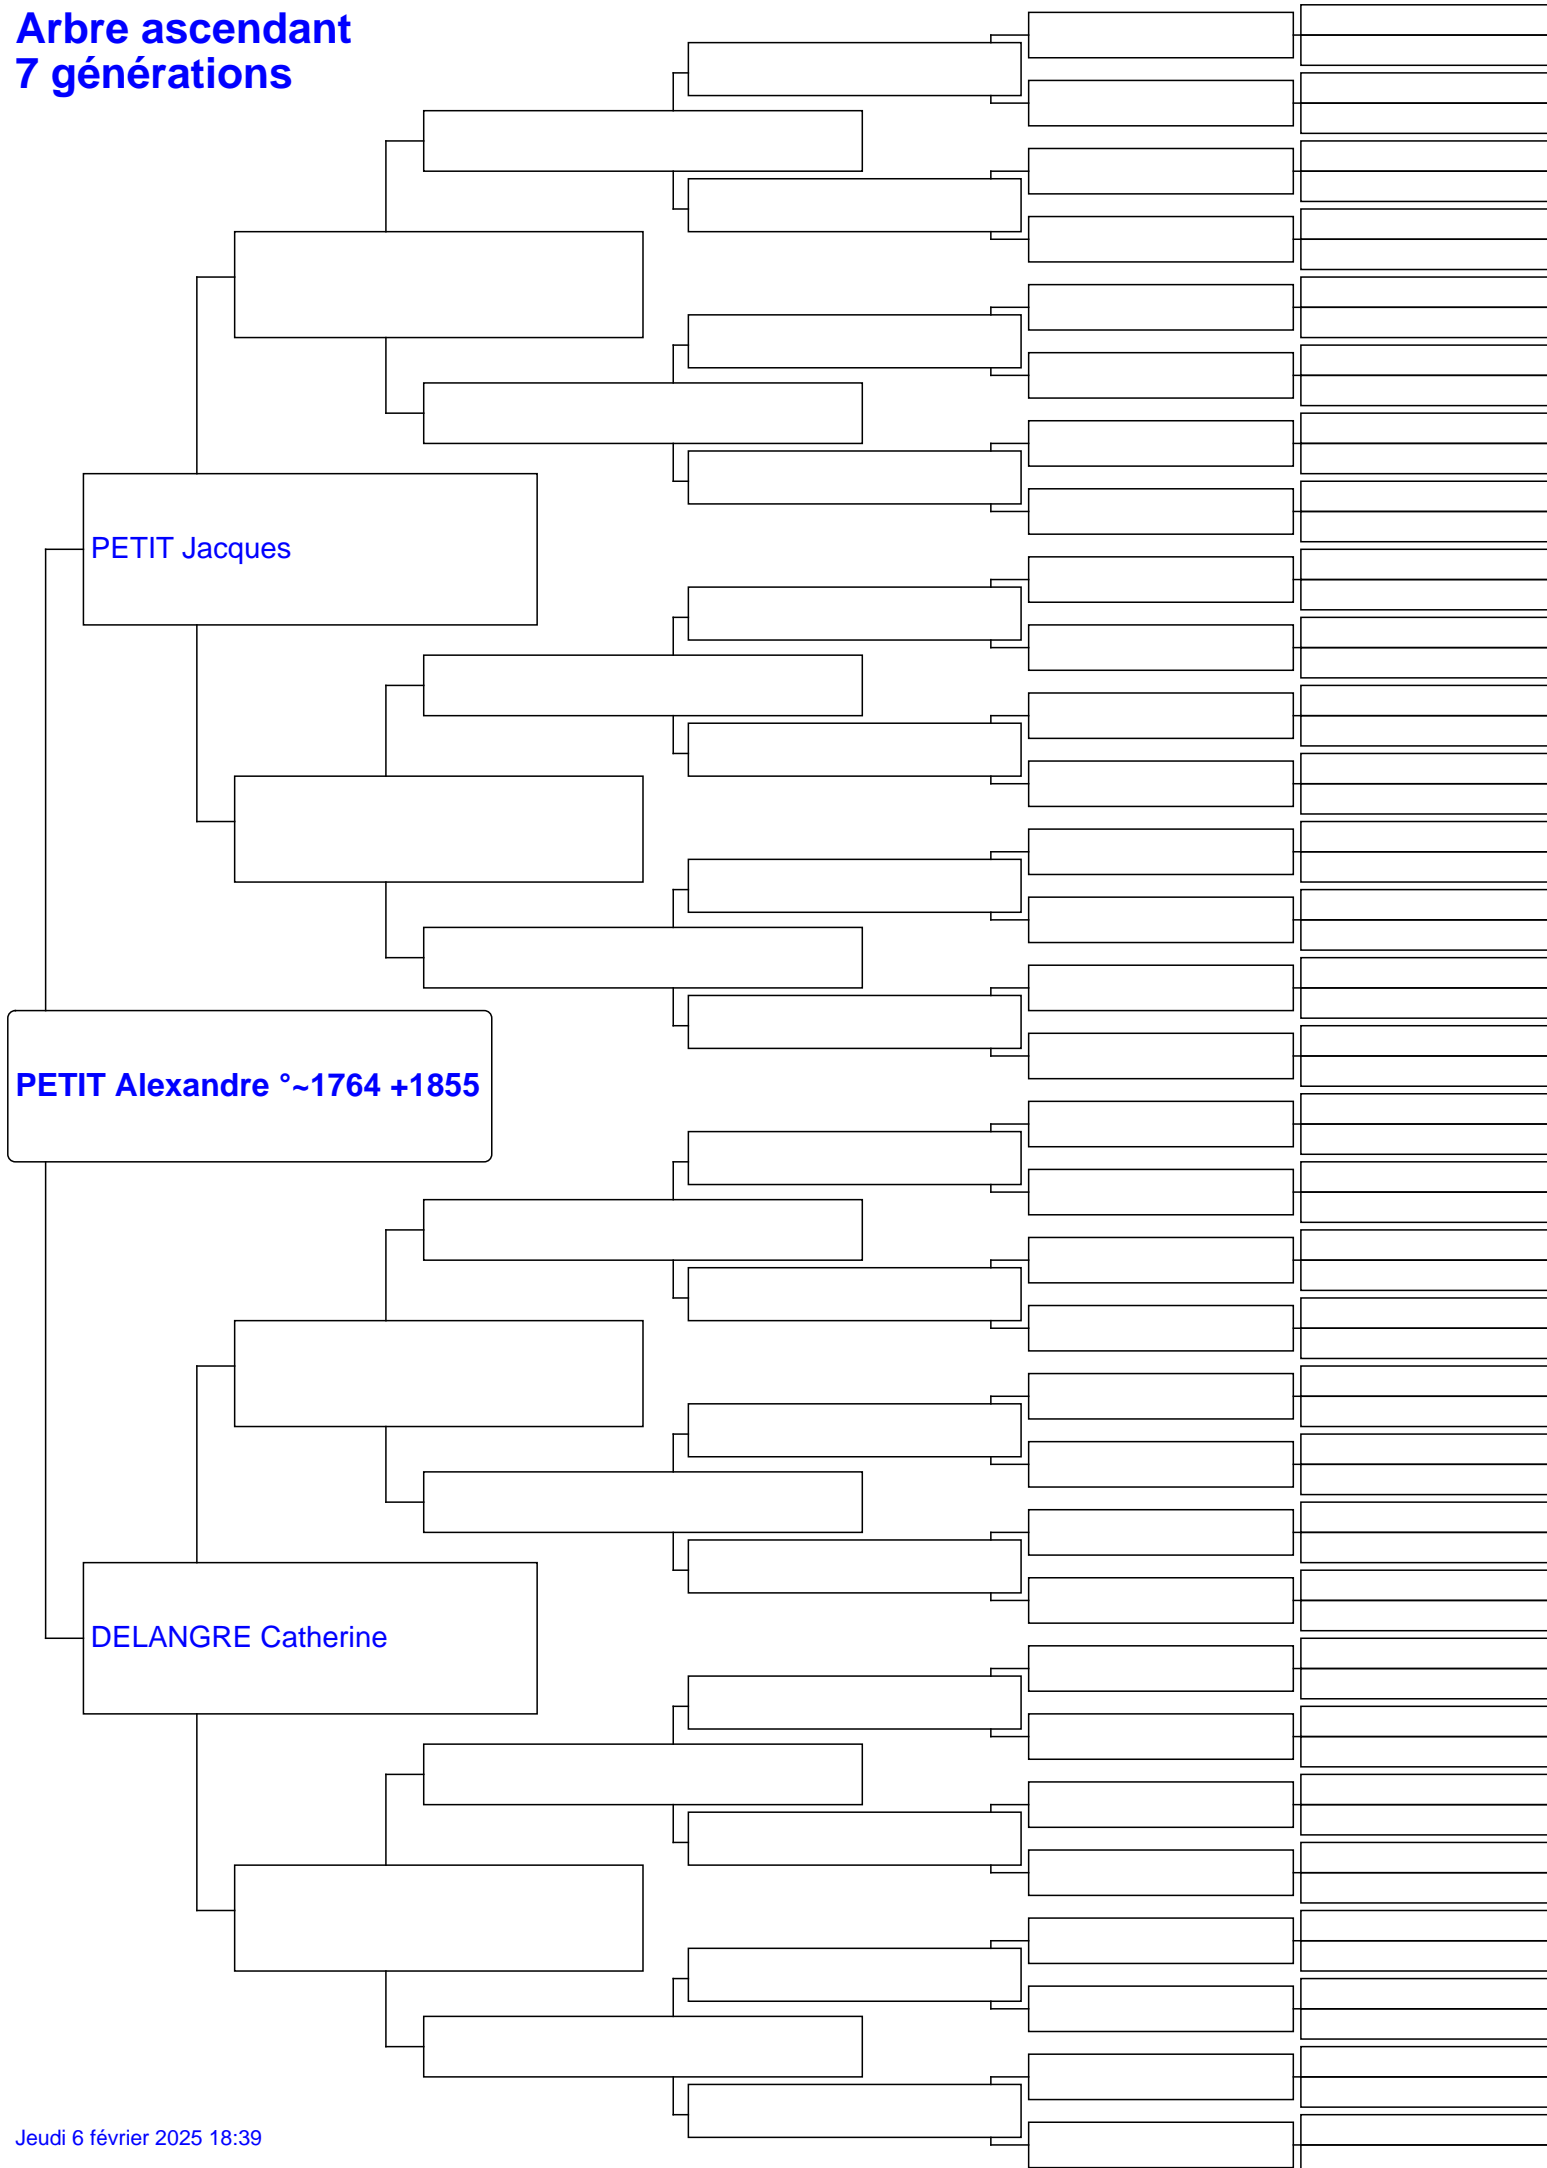 Arbre ascendant
7 générations
PETIT Jacques
PETIT Alexandre °~1764 +1855
DELANGRE Catherine
Jeudi 6 février 2025 18:39